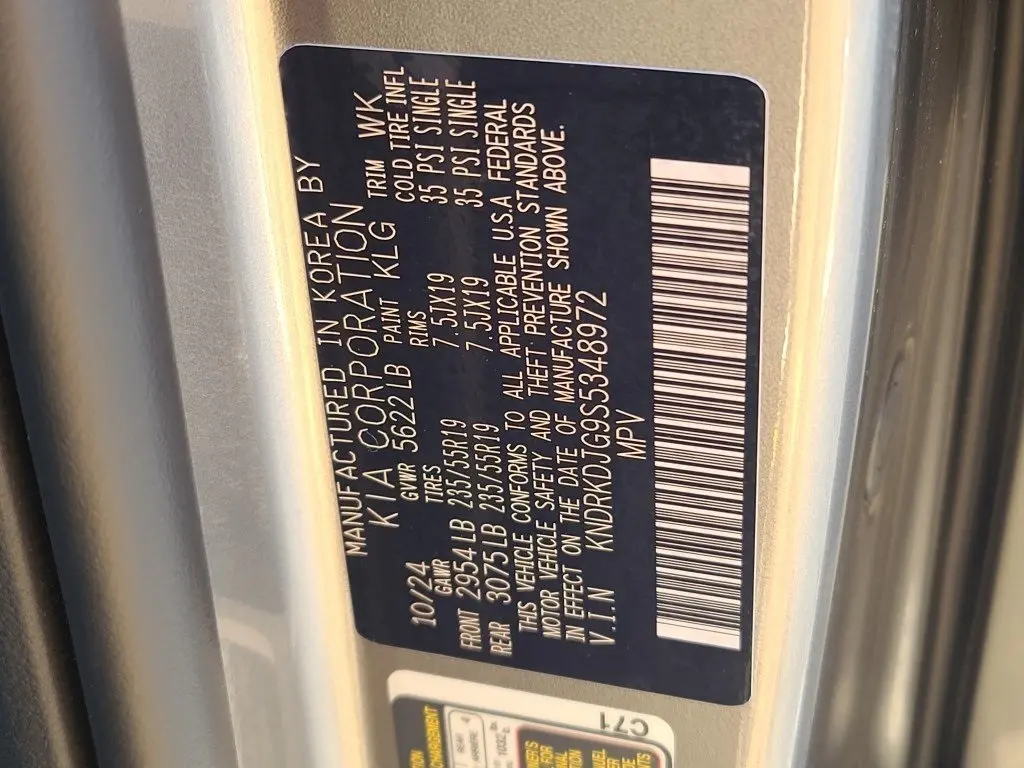 MANUFACTURED IN KOREA BY
KIA CORPORATION
10/24 GVWR 5622 LB PAINT KLG TRIM WK
GAWR TIRES RIMS COLD TIRE INFL
FRONT 2954 LB 235/55R19 7.5JX19 35 PSI SINGLE
REAR 3075 LB 235/55R19 7.5JX19 35 PSI SINGLE
THIS VEHICLE CONFORMS TO ALL APPLICABLE U.S.A FEDERAL
MOTOR VEHICLE SAFETY AND THEFT PREVENTION STANDARDS
IN EFFECT ON THE DATE OF MANUFACTURE SHOWN ABOVE.
V.I.N KNDRKDJG9S5348972
MPV
C71
CHARGEMENT
REAR